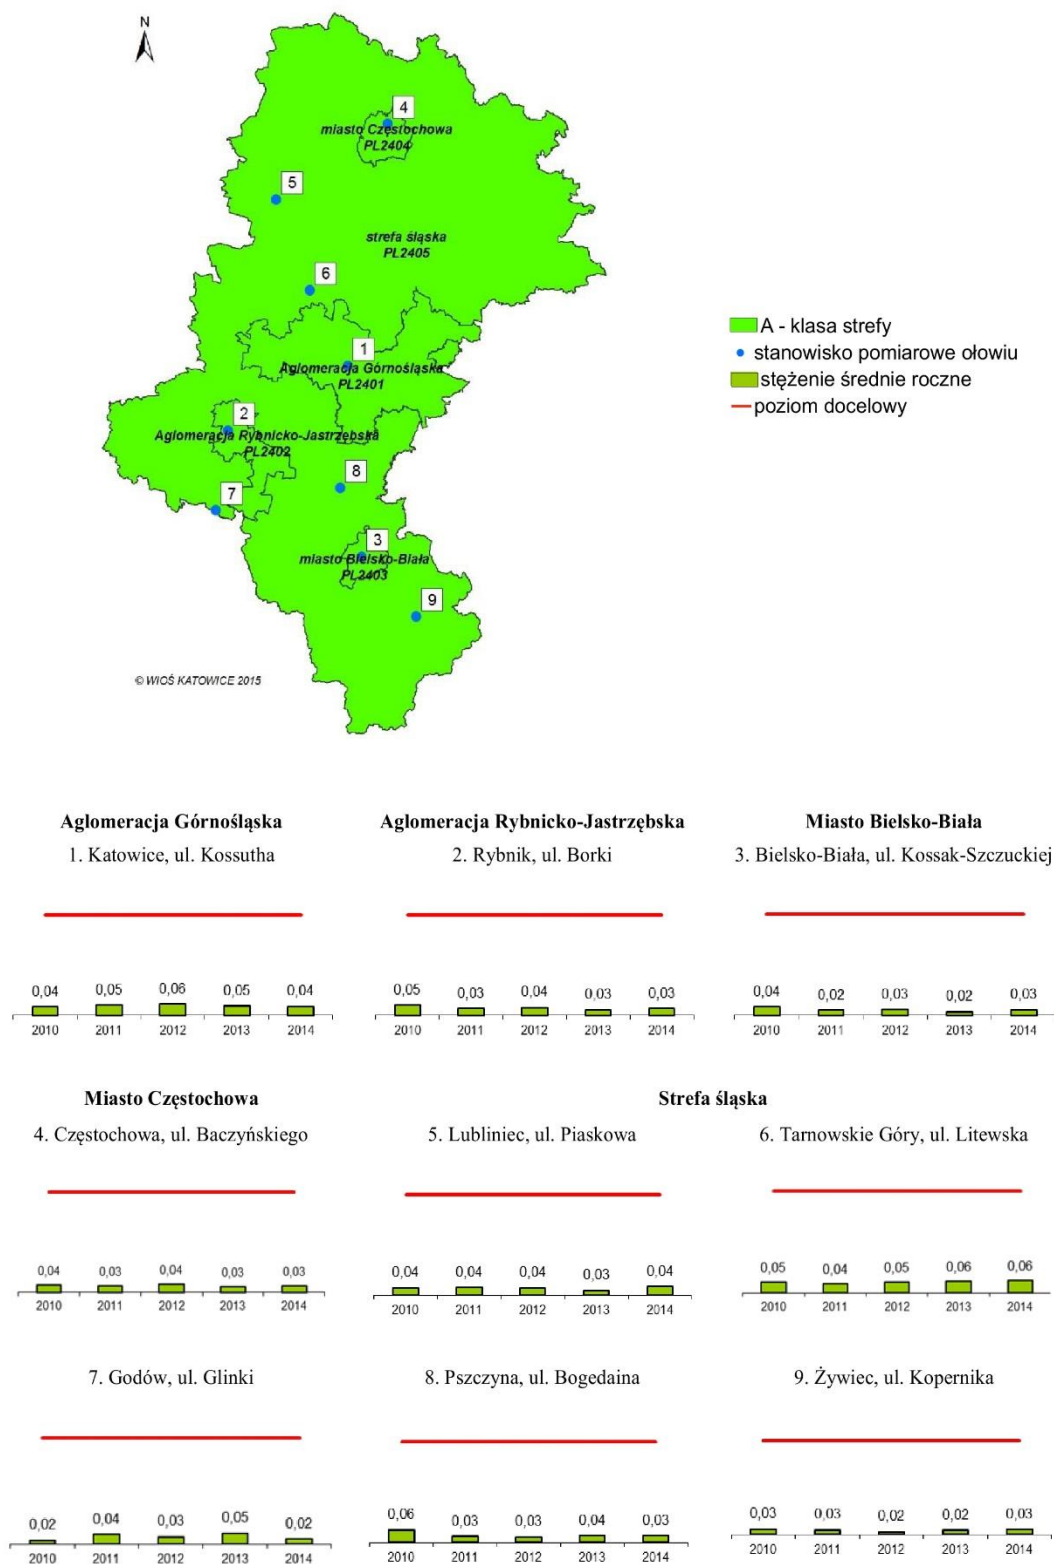 N
4
miasto Częstochowa
PL2404
5
strefa śląska
PL2405
6
1
Aglomeracja Górnośląska
PL2401
2
Aglomeracja Rybnicko-Jastrzębska
PL2402
8
7
3
miasto Bielsko-Biała
PL2403
9
© WIOŚ KATOWICE 2015
A - klasa strefy
stanowisko pomiarowe ołowiu
stężenie średnie roczne
poziom docelowy
Aglomeracja Górnośląska
1. Katowice, ul. Kossutha
0,04 0,05 0,06 0,05 0,04
2010 2011 2012 2013 2014
Aglomeracja Rybnicko-Jastrzębska
2. Rybnik, ul. Borki
0,05 0,03 0,04 0,03 0,03
2010 2011 2012 2013 2014
Miasto Bielsko-Biała
3. Bielsko-Biała, ul. Kossak-Szczuckiej
0,04 0,02 0,03 0,02 0,03
2010 2011 2012 2013 2014
Miasto Częstochowa
4. Częstochowa, ul. Baczyńskiego
0,04 0,03 0,04 0,03 0,03
2010 2011 2012 2013 2014
Strefa śląska
5. Lubliniec, ul. Piaskowa
0,04 0,04 0,04 0,03 0,04
2010 2011 2012 2013 2014
6. Tarnowskie Góry, ul. Litewska
0,05 0,04 0,05 0,06 0,06
2010 2011 2012 2013 2014
7. Godów, ul. Glinki
0,02 0,04 0,03 0,05 0,02
2010 2011 2012 2013 2014
8. Pszczyna, ul. Bogedaina
0,06 0,03 0,03 0,04 0,03
2010 2011 2012 2013 2014
9. Żywiec, ul. Kopernika
0,03 0,03 0,02 0,02 0,03
2010 2011 2012 2013 2014